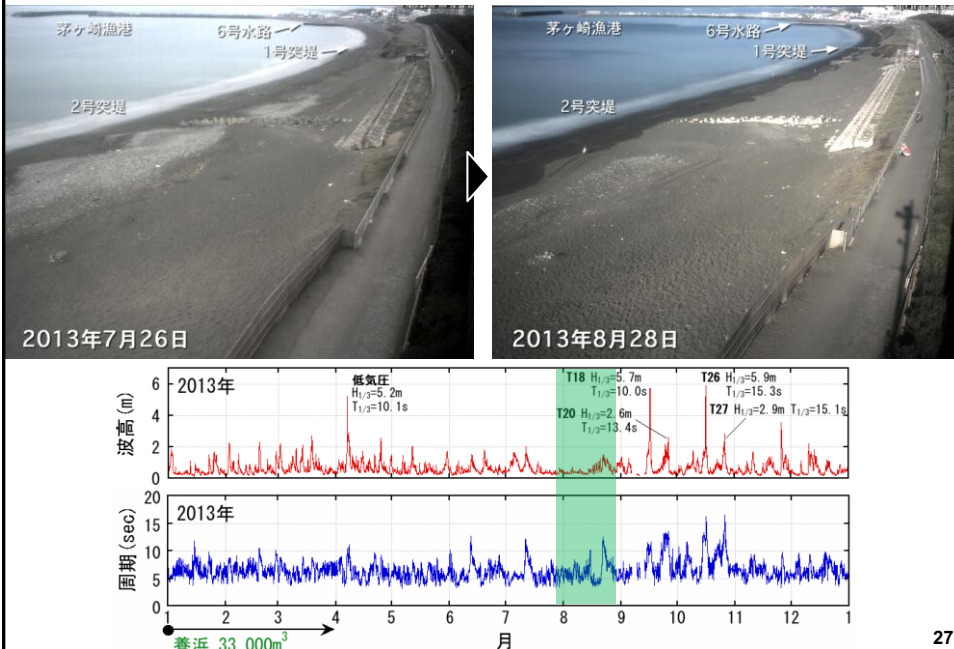 茅ヶ崎漁港
6号水路
1号突堤
2号突堤
2013年7月26日
茅ヶ崎漁港
6号水路
1号突堤
2号突堤
2013年8月28日
2013年
波高(m)
6
4
2
0
低気圧
H1/3=5.2m
T1/3=10.1s
T18 H1/3=5.7m
T1/3=10.0s
T20 H1/3=2.6m
T1/3=13.4s
T26 H1/3=5.9m
T1/3=15.3s
T27 H1/3=2.9m T1/3=15.1s
2013年
周期(sec)
20
15
10
5
0
1 2 3 4 5 6 7 8 9 10 11 12 1
月
養浜 33,000m³
27